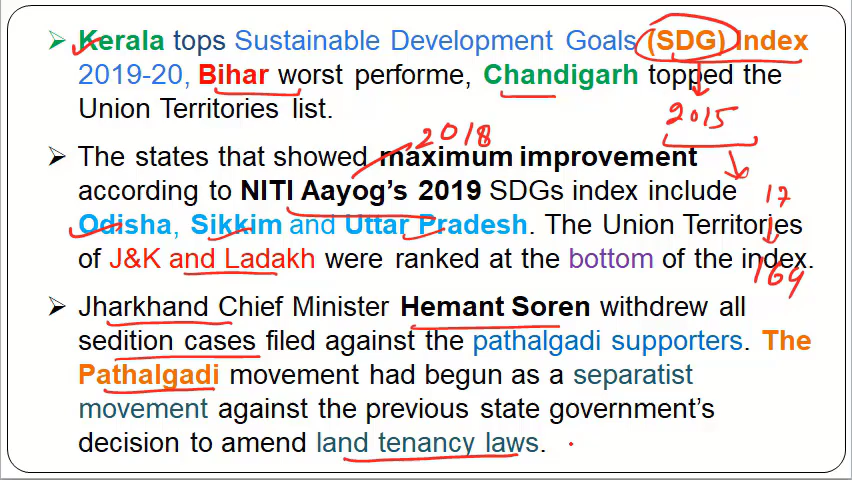 ➢ Kerala tops Sustainable Development Goals (SDG) Index
2019-20, Bihar worst performe, Chandigarh topped the
Union Territories list.
2015
2018
➢ The states that showed maximum improvement
according to NITI Aayog's 2019 SDGs index include
17
Odisha, Sikkim and Uttar Pradesh. The Union Territories
of J&K and Ladakh were ranked at the bottom of the index.
169
➢ Jharkhand Chief Minister Hemant Soren withdrew all
sedition cases filed against the pathalgadi supporters. The
Pathalgadi movement had begun as a separatist
movement against the previous state government's
decision to amend land tenancy laws.